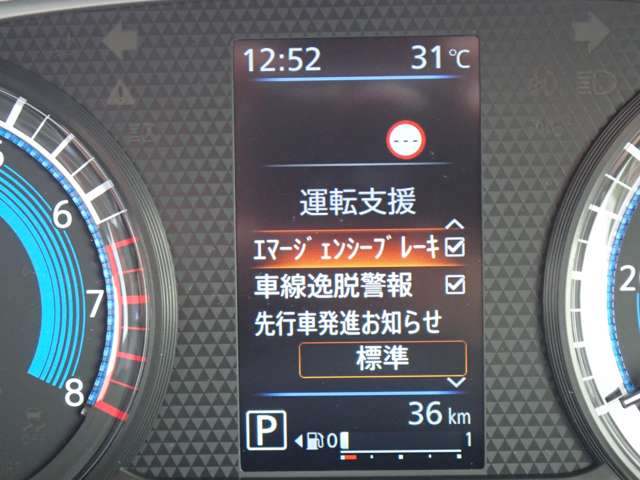 12:52 31℃
---
運転支援
ｴﾏｰｼﾞｪﾝｼｰﾌﾞﾚｰｷ
車線逸脱警報
先行車発進お知らせ
標準
36 km
P 0 1
6
7
8
2